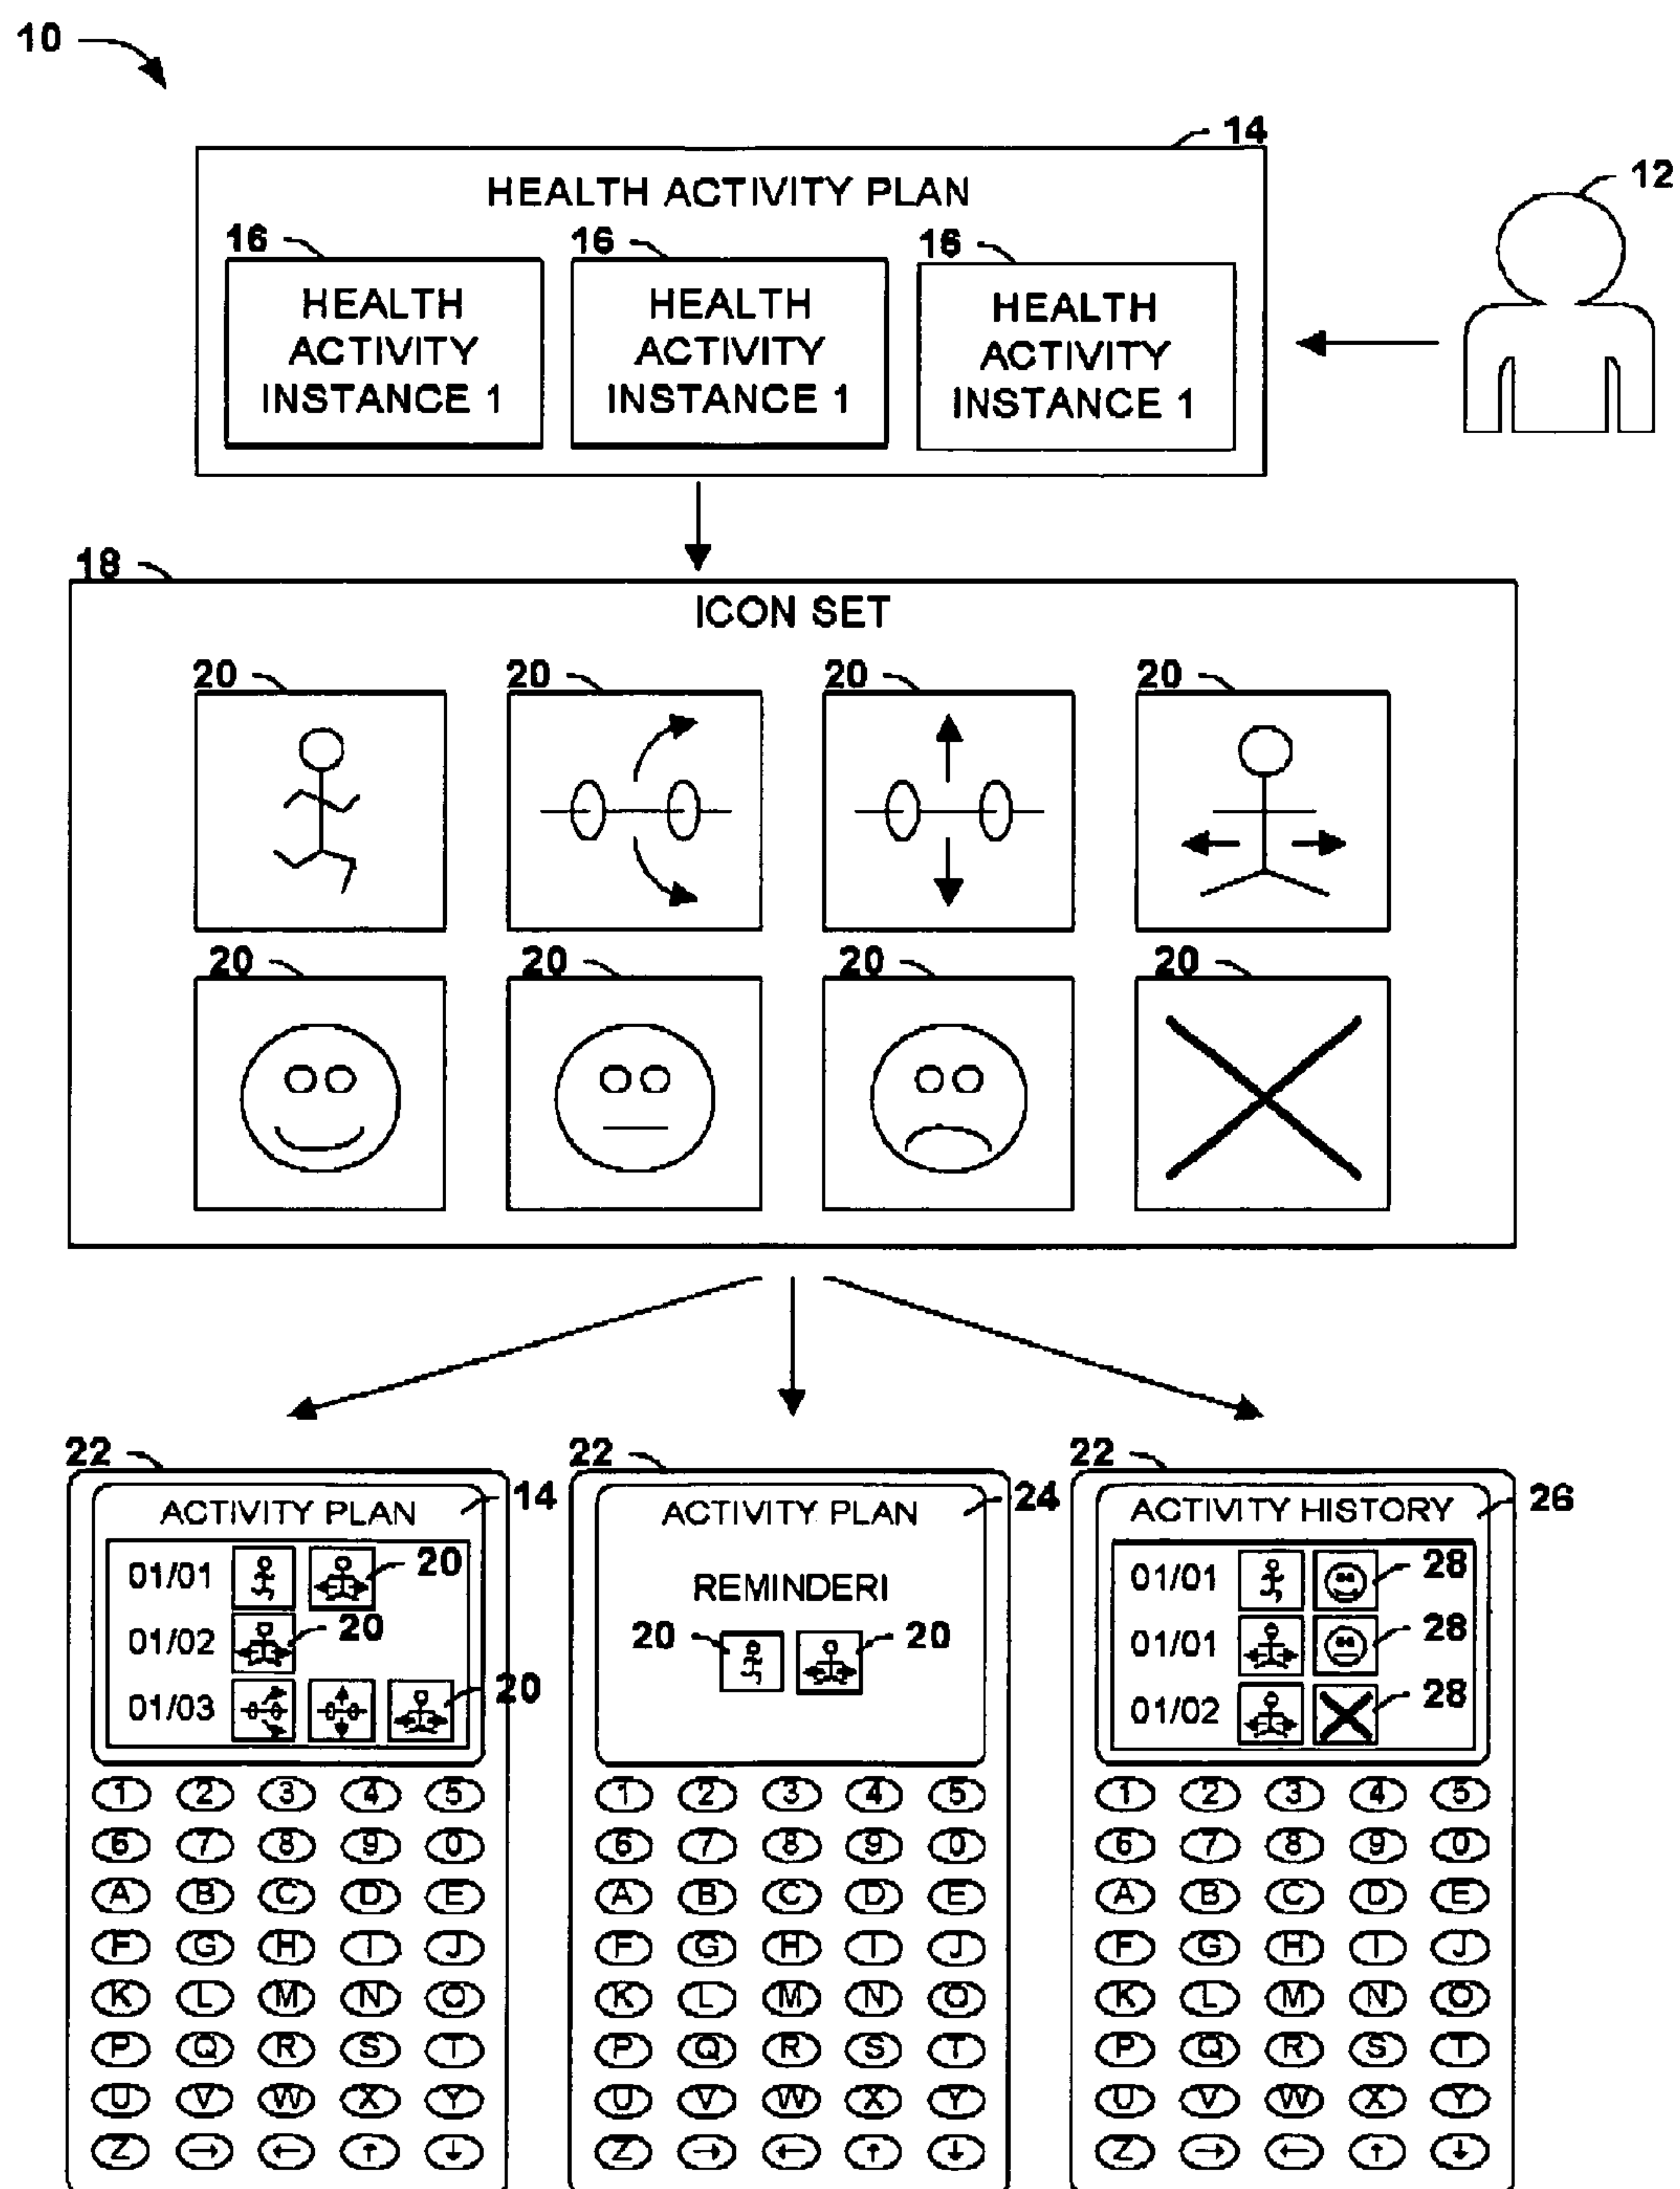 10
14
HEALTH ACTIVITY PLAN
12
16 16 16
HEALTH ACTIVITY INSTANCE 1
HEALTH ACTIVITY INSTANCE 1
HEALTH ACTIVITY INSTANCE 1
18
ICON SET
20 20 20 20
20 20 20 20
22
ACTIVITY PLAN 14
01/01 20
01/02 20
01/03 20
1 2 3 4 5
6 7 8 9 0
A B C D E
F G H I J
K L M N O
P Q R S T
U V W X Y
Z → ← ↑ ↓
22
ACTIVITY PLAN 24
REMINDER!
20 20
1 2 3 4 5
6 7 8 9 0
A B C D E
F G H I J
K L M N O
P Q R S T
U V W X Y
Z → ← ↑ ↓
22
ACTIVITY HISTORY 26
01/01 28
01/01 28
01/02 28
1 2 3 4 5
6 7 8 9 0
A B C D E
F G H I J
K L M N O
P Q R S T
U V W X Y
Z → ← ↑ ↓